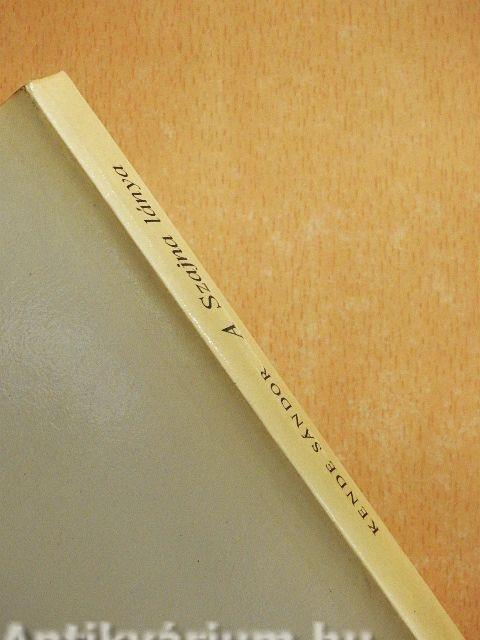 KENDE SÁNDOR A Szajna lánya
Antikvárium.hu